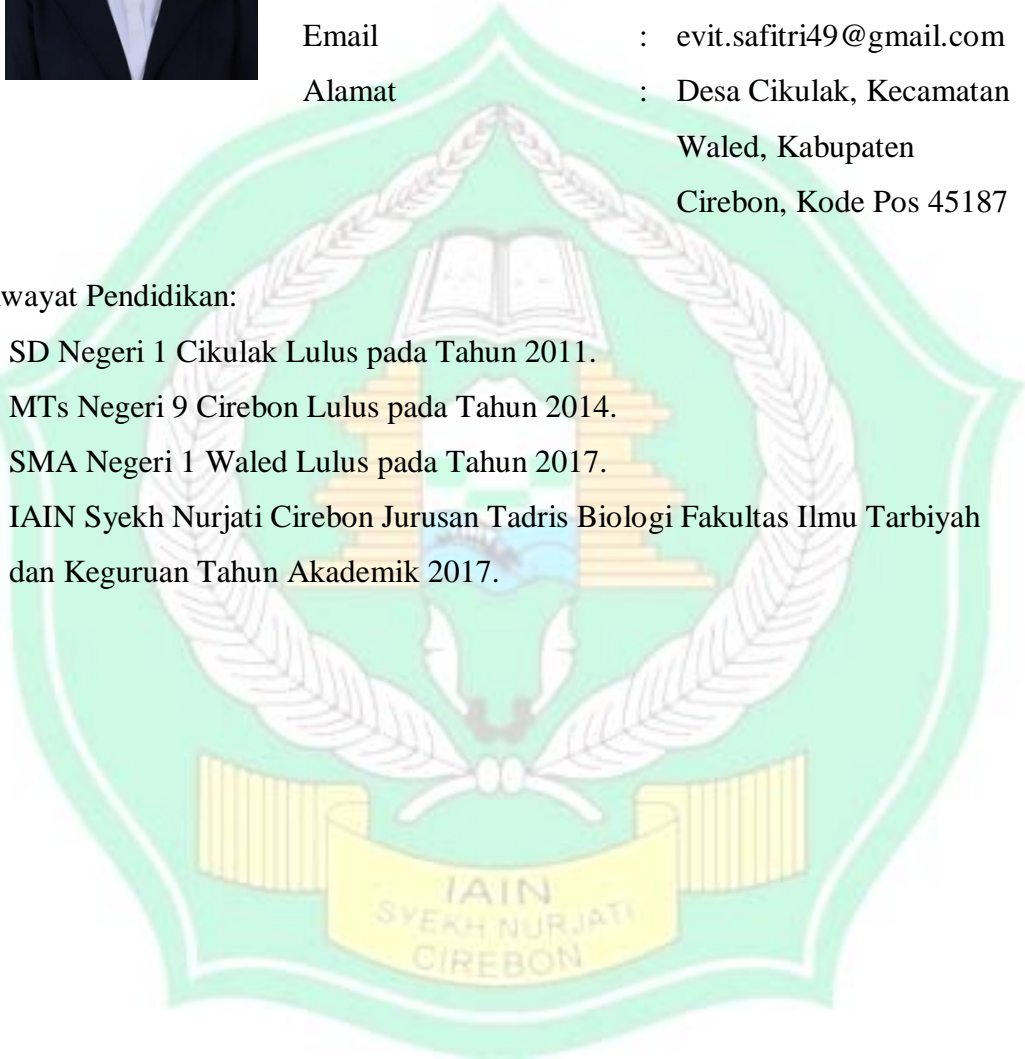 Email : evit.safitri49@gmail.com
Alamat : Desa Cikulak, Kecamatan
Waled, Kabupaten
Cirebon, Kode Pos 45187
wayat Pendidikan:
SD Negeri 1 Cikulak Lulus pada Tahun 2011.
MTs Negeri 9 Cirebon Lulus pada Tahun 2014.
SMA Negeri 1 Waled Lulus pada Tahun 2017.
IAIN Syekh Nurjati Cirebon Jurusan Tadris Biologi Fakultas Ilmu Tarbiyah
dan Keguruan Tahun Akademik 2017.
IAIN
SYEKH NURJATI
CIREBON